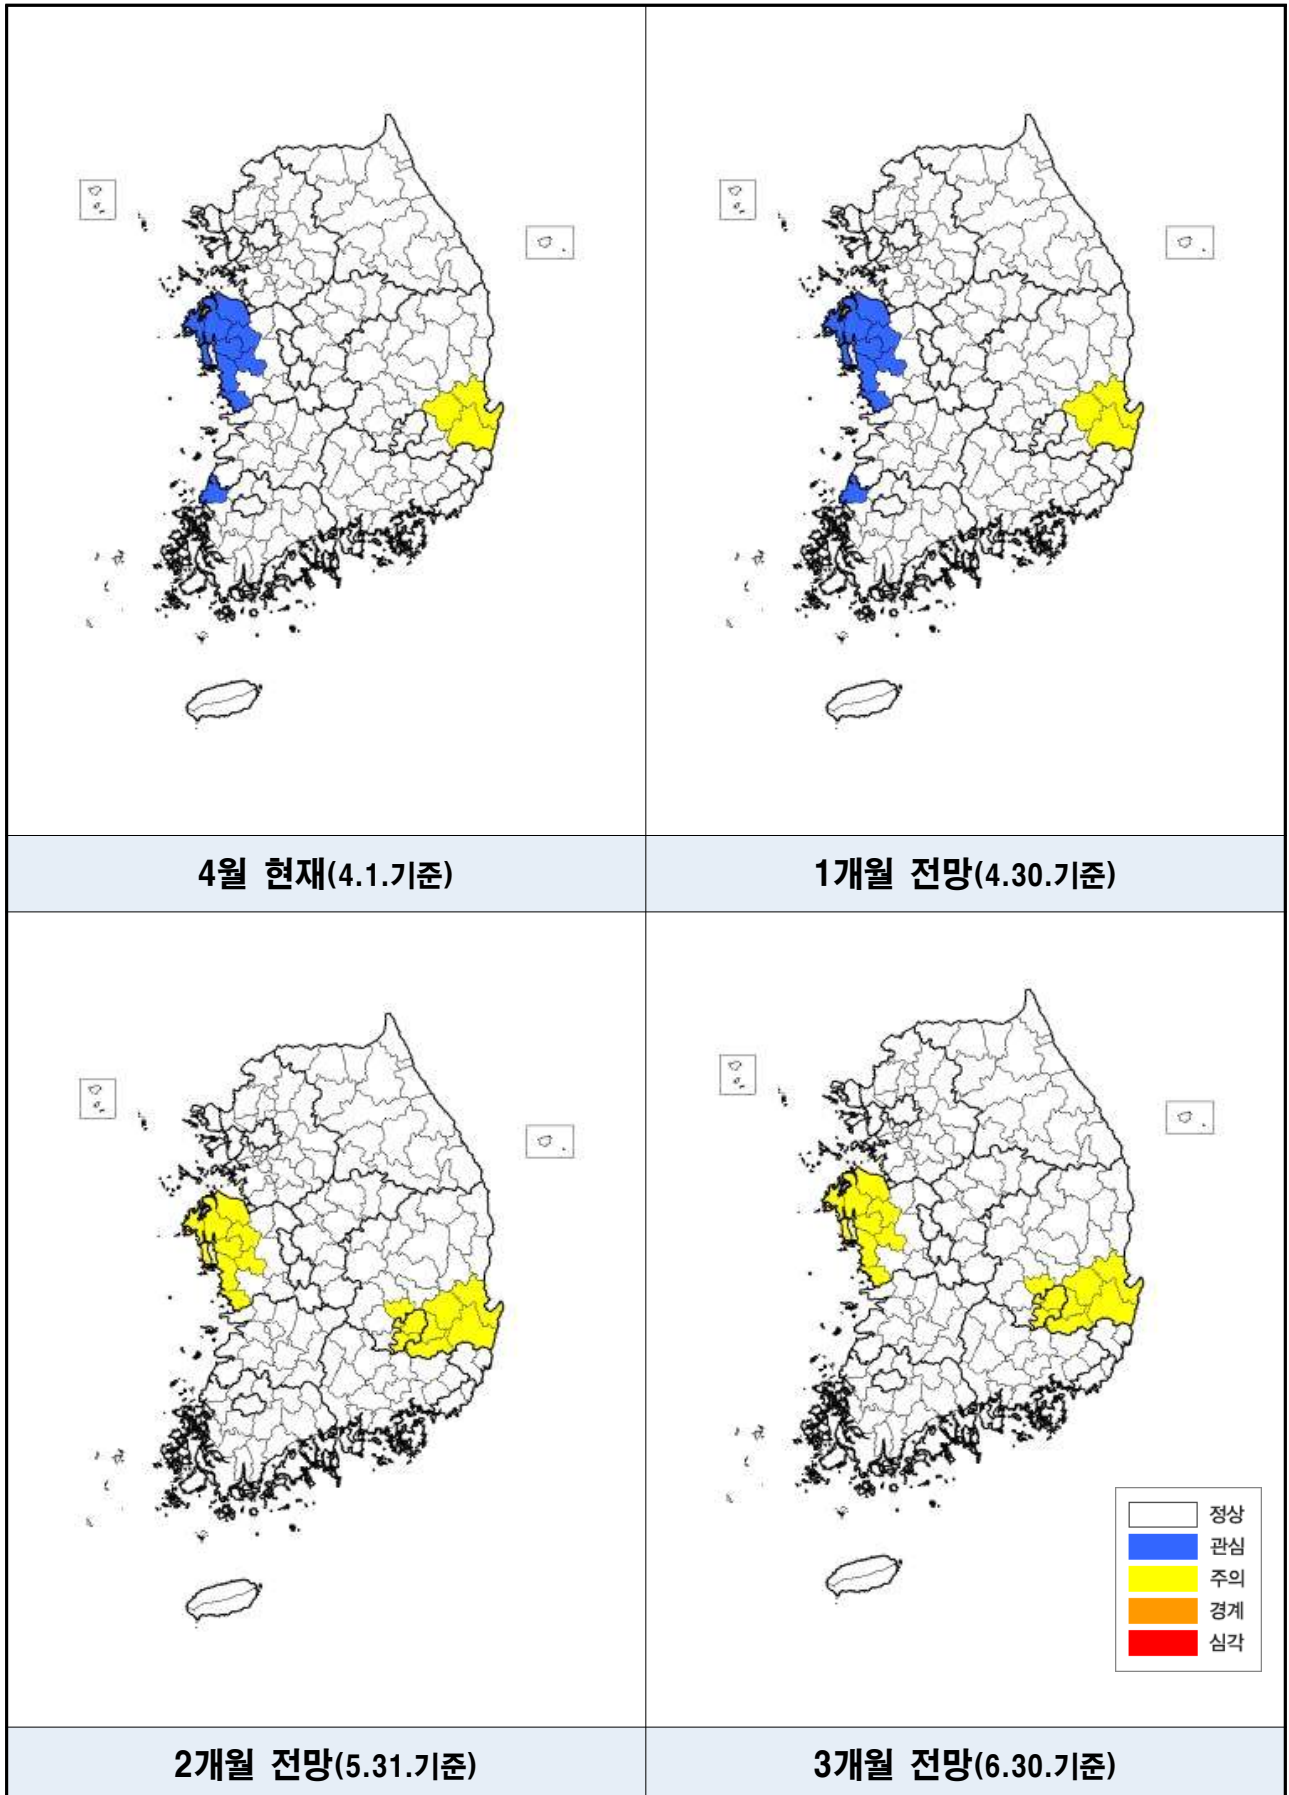 4월 현재(4.1.기준)
1개월 전망(4.30.기준)
정상
관심
주의
경계
심각
2개월 전망(5.31.기준)
3개월 전망(6.30.기준)